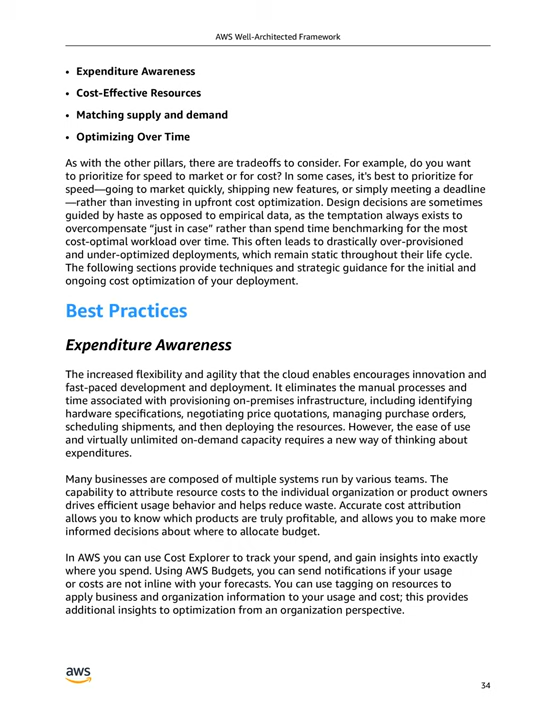 AWS Well-Architected Framework
• Expenditure Awareness
• Cost-Effective Resources
• Matching supply and demand
• Optimizing Over Time
As with the other pillars, there are tradeoffs to consider. For example, do you want
to prioritize for speed to market or for cost? In some cases, it's best to prioritize for
speed—going to market quickly, shipping new features, or simply meeting a deadline
—rather than investing in upfront cost optimization. Design decisions are sometimes
guided by haste as opposed to empirical data, as the temptation always exists to
overcompensate “just in case” rather than spend time benchmarking for the most
cost-optimal workload over time. This often leads to drastically over-provisioned
and under-optimized deployments, which remain static throughout their life cycle.
The following sections provide techniques and strategic guidance for the initial and
ongoing cost optimization of your deployment.
Best Practices
Expenditure Awareness
The increased flexibility and agility that the cloud enables encourages innovation and
fast-paced development and deployment. It eliminates the manual processes and
time associated with provisioning on-premises infrastructure, including identifying
hardware specifications, negotiating price quotations, managing purchase orders,
scheduling shipments, and then deploying the resources. However, the ease of use
and virtually unlimited on-demand capacity requires a new way of thinking about
expenditures.
Many businesses are composed of multiple systems run by various teams. The
capability to attribute resource costs to the individual organization or product owners
drives efficient usage behavior and helps reduce waste. Accurate cost attribution
allows you to know which products are truly profitable, and allows you to make more
informed decisions about where to allocate budget.
In AWS you can use Cost Explorer to track your spend, and gain insights into exactly
where you spend. Using AWS Budgets, you can send notifications if your usage
or costs are not inline with your forecasts. You can use tagging on resources to
apply business and organization information to your usage and cost; this provides
additional insights to optimization from an organization perspective.
aws
34